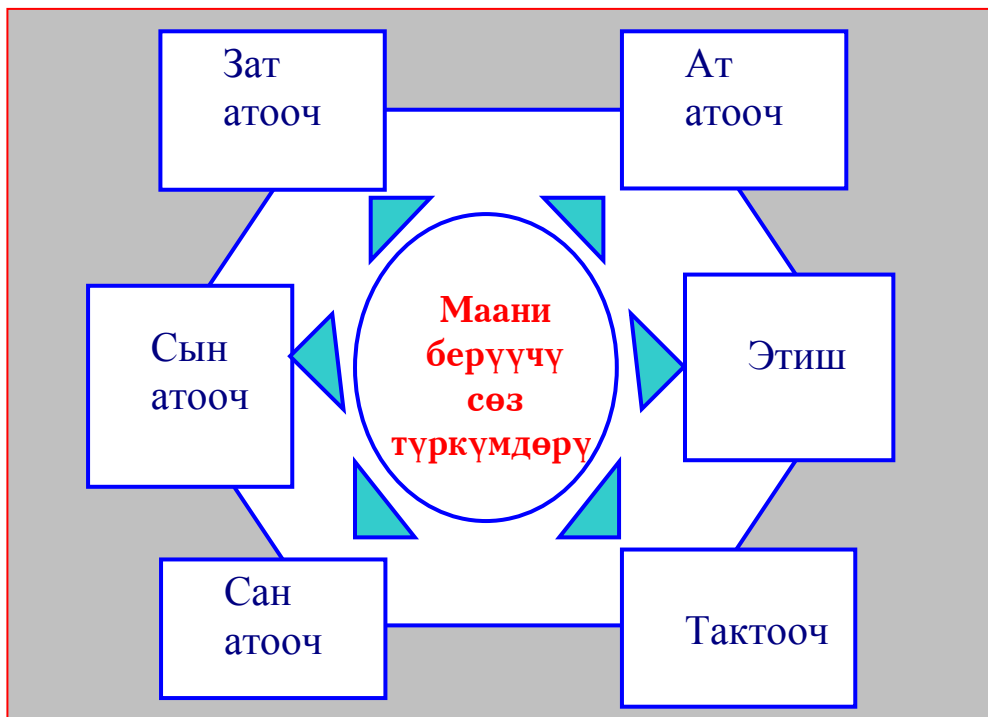 Зат
атооч
Ат
атооч
Маани
берүүчү
сөз
түркүмдөрү
Сын
атооч
Этиш
Сан
атооч
Тактооч